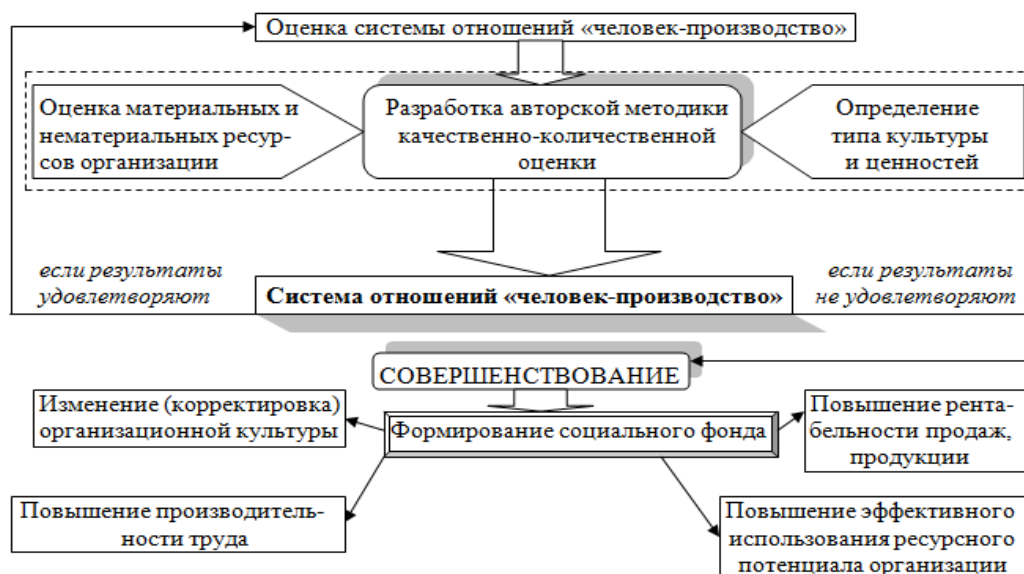 Оценка системы отношений «человек-производство»
Оценка материальных и
нематериальных ресур-
сов организации
Разработка авторской методики
качественно-количественной
оценки
Определение
типа культуры
и ценностей
если результаты
удовлетворяют
Система отношений «человек-производство»
если результаты
не удовлетворяют
СОВЕРШЕНСТВОВАНИЕ
Изменение (корректировка)
организационной культуры
Формирование социального фонда
Повышение рента-
бельности продаж,
продукции
Повышение производитель-
ности труда
Повышение эффективного
использования ресурсного
потенциала организации